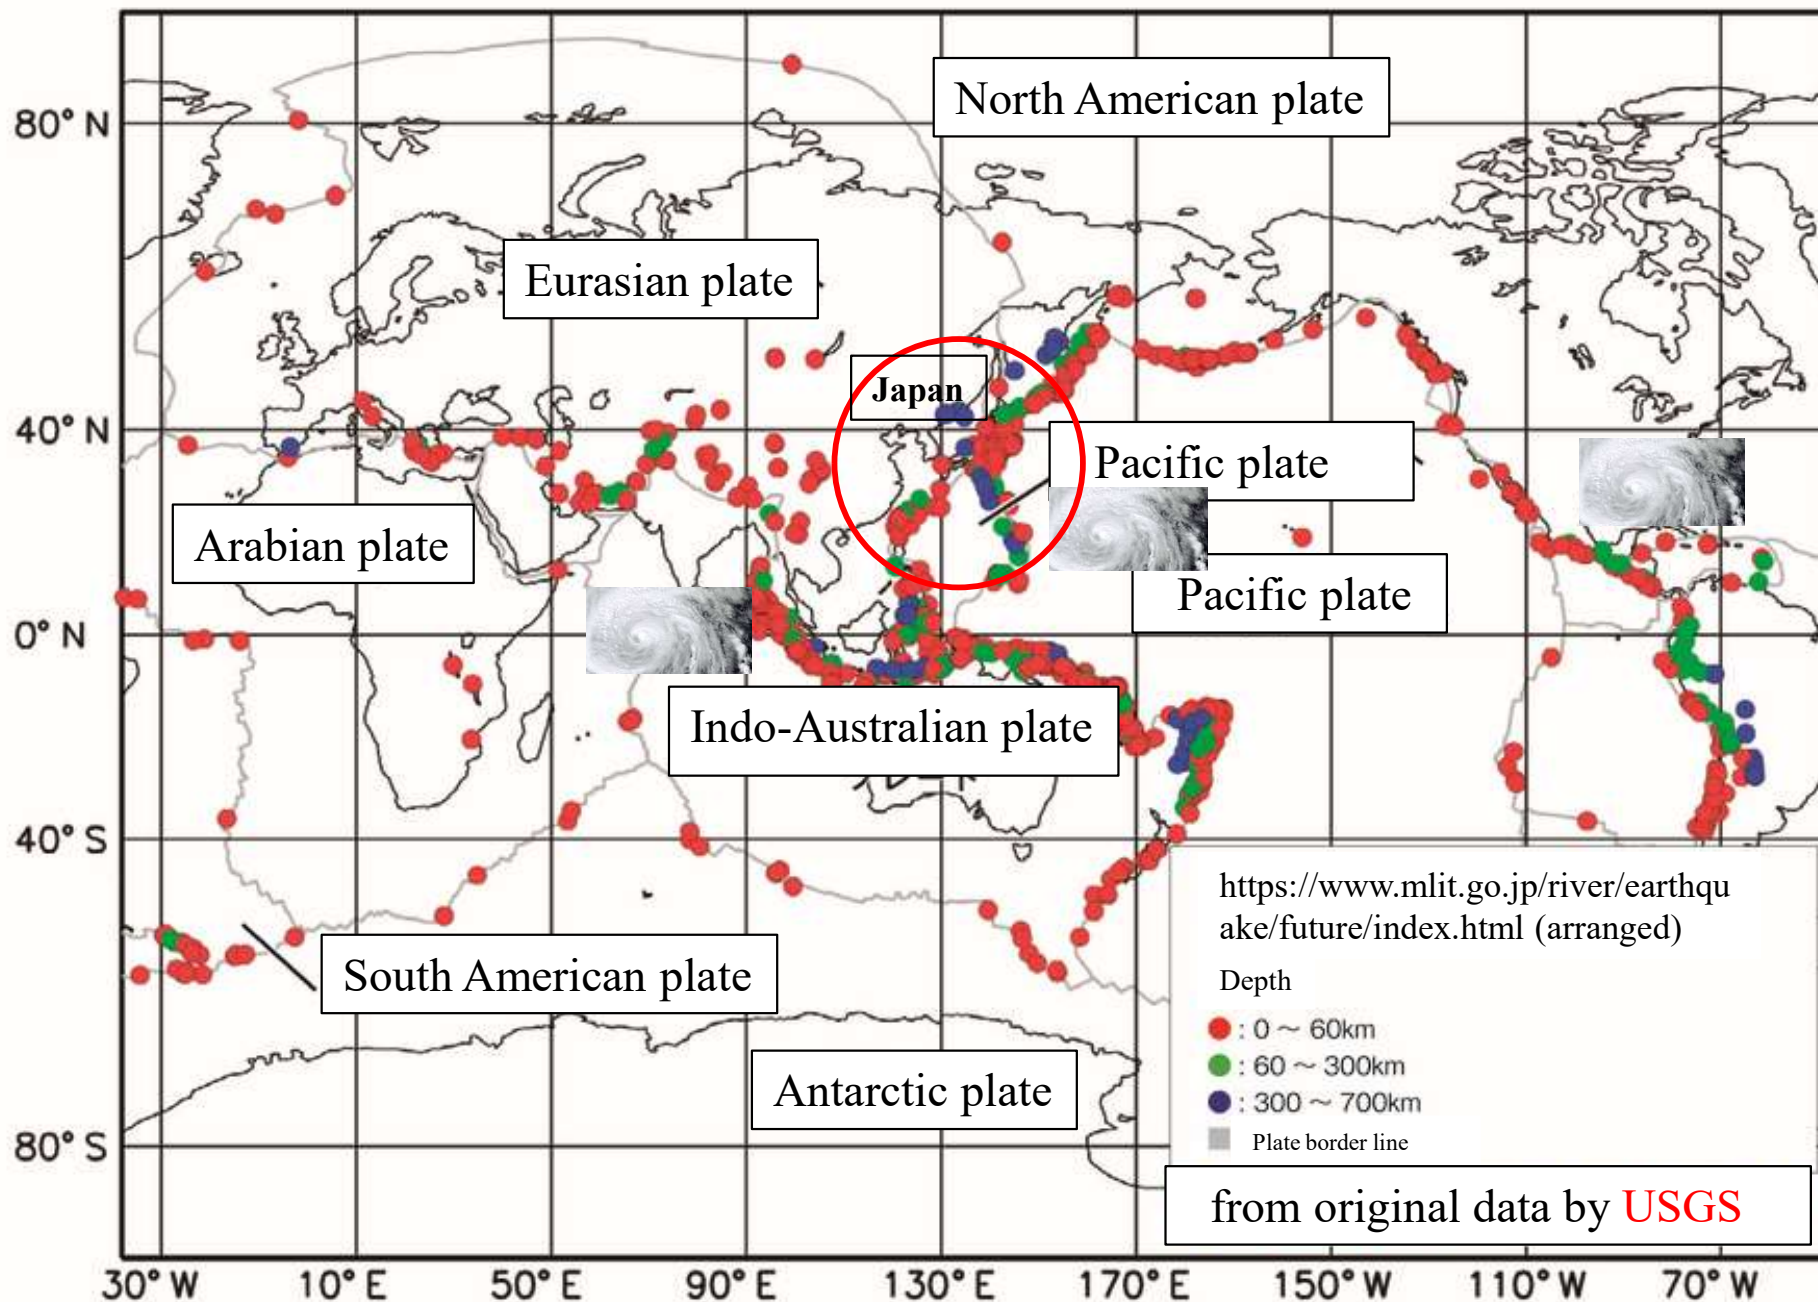 North American plate
80° N
Eurasian plate
Japan
40° N
Pacific plate
Arabian plate
Pacific plate
0° N
Indo-Australian plate
40° S
https://www.mlit.go.jp/river/earthqu
ake/future/index.html (arranged)
South American plate
Depth
: 0 ～ 60km
: 60 ～ 300km
Antarctic plate
: 300 ～ 700km
80° S
Plate border line
from original data by USGS
30° W 10° E 50° E 90° E 130° E 170° E 150° W 110° W 70° W